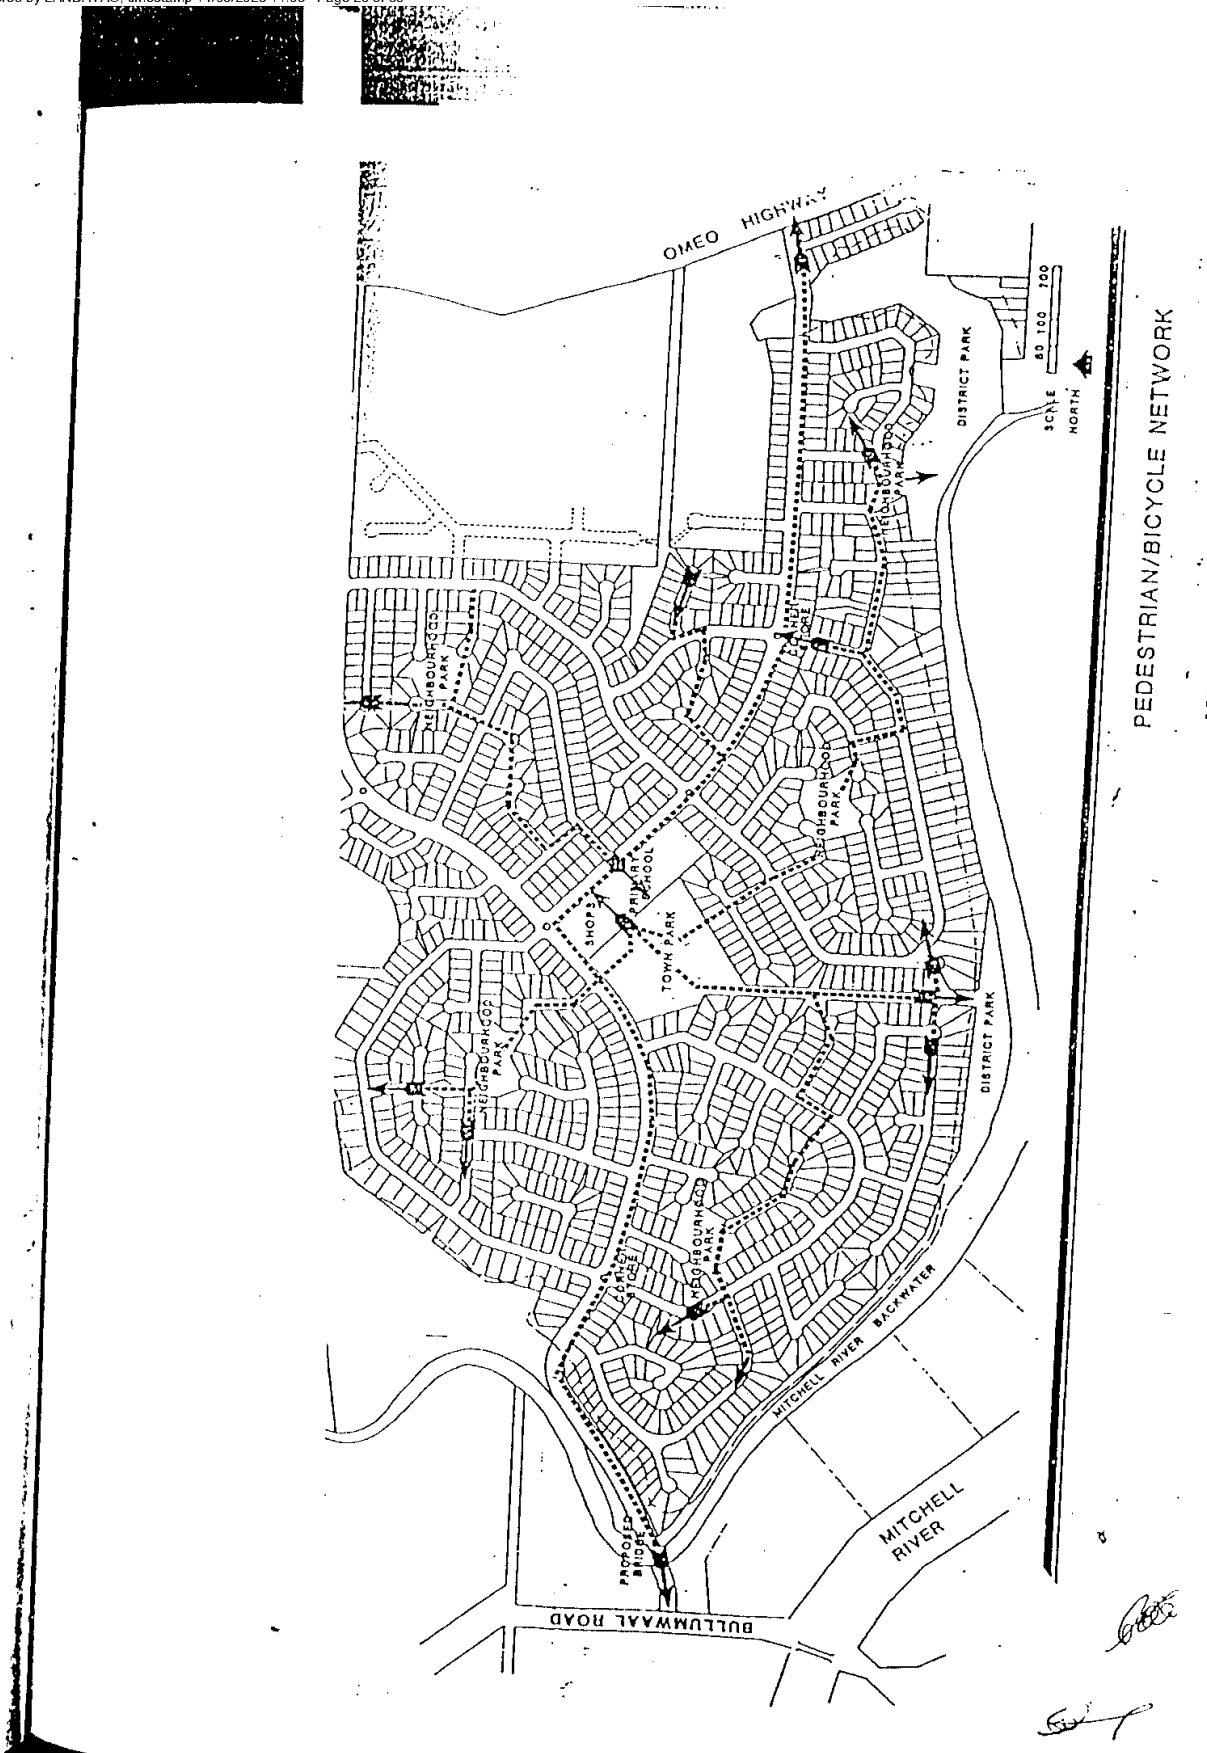 OMEO HIGHWAY
NEIGHBOURHOOD
PARK
CORNER
STORE
NEIGHBOURHOOD
PARK
DISTRICT PARK
NEIGHBOURHOOD
PARK
SHOPS
PRIMARY
SCHOOL
TOWN PARK
NEIGHBOURHOOD
PARK
DISTRICT PARK
CORNER
STORE
NEIGHBOURHOOD
PARK
MITCHELL RIVER BACKWATER
PROPOSED
BRIDGE
BULLUMWAAL ROAD
MITCHELL
RIVER
SCALE
50 100 200
NORTH
PEDESTRIAN/BICYCLE NETWORK